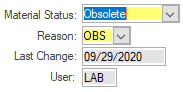 Material Status: Obsolete
Reason: OBS
Last Change: 09/29/2020
User: LAB